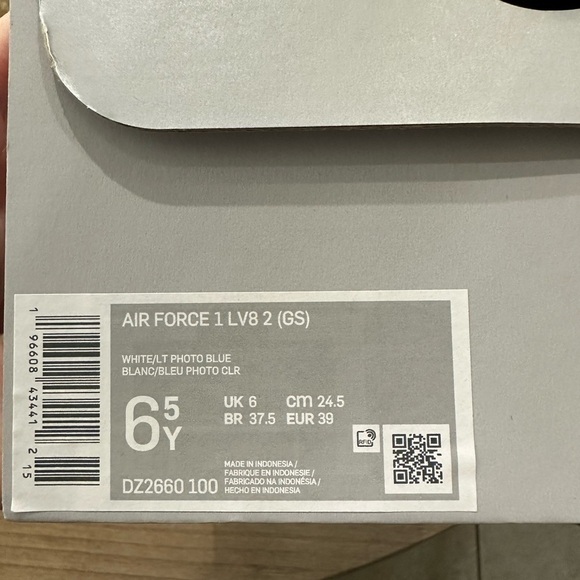 AIR FORCE 1 LV8 2 (GS)
WHITE/LT PHOTO BLUE
BLANC/BLEU PHOTO CLR
6.5Y
UK 6 cm 24.5
BR 37.5 EUR 39
RFID
MADE IN INDONESIA /
FABRIQUE EN INDONESIE /
FABRICADO NA INDONÉSIA /
HECHO EN INDONESIA
DZ2660 100
1 96608 43441 2 15